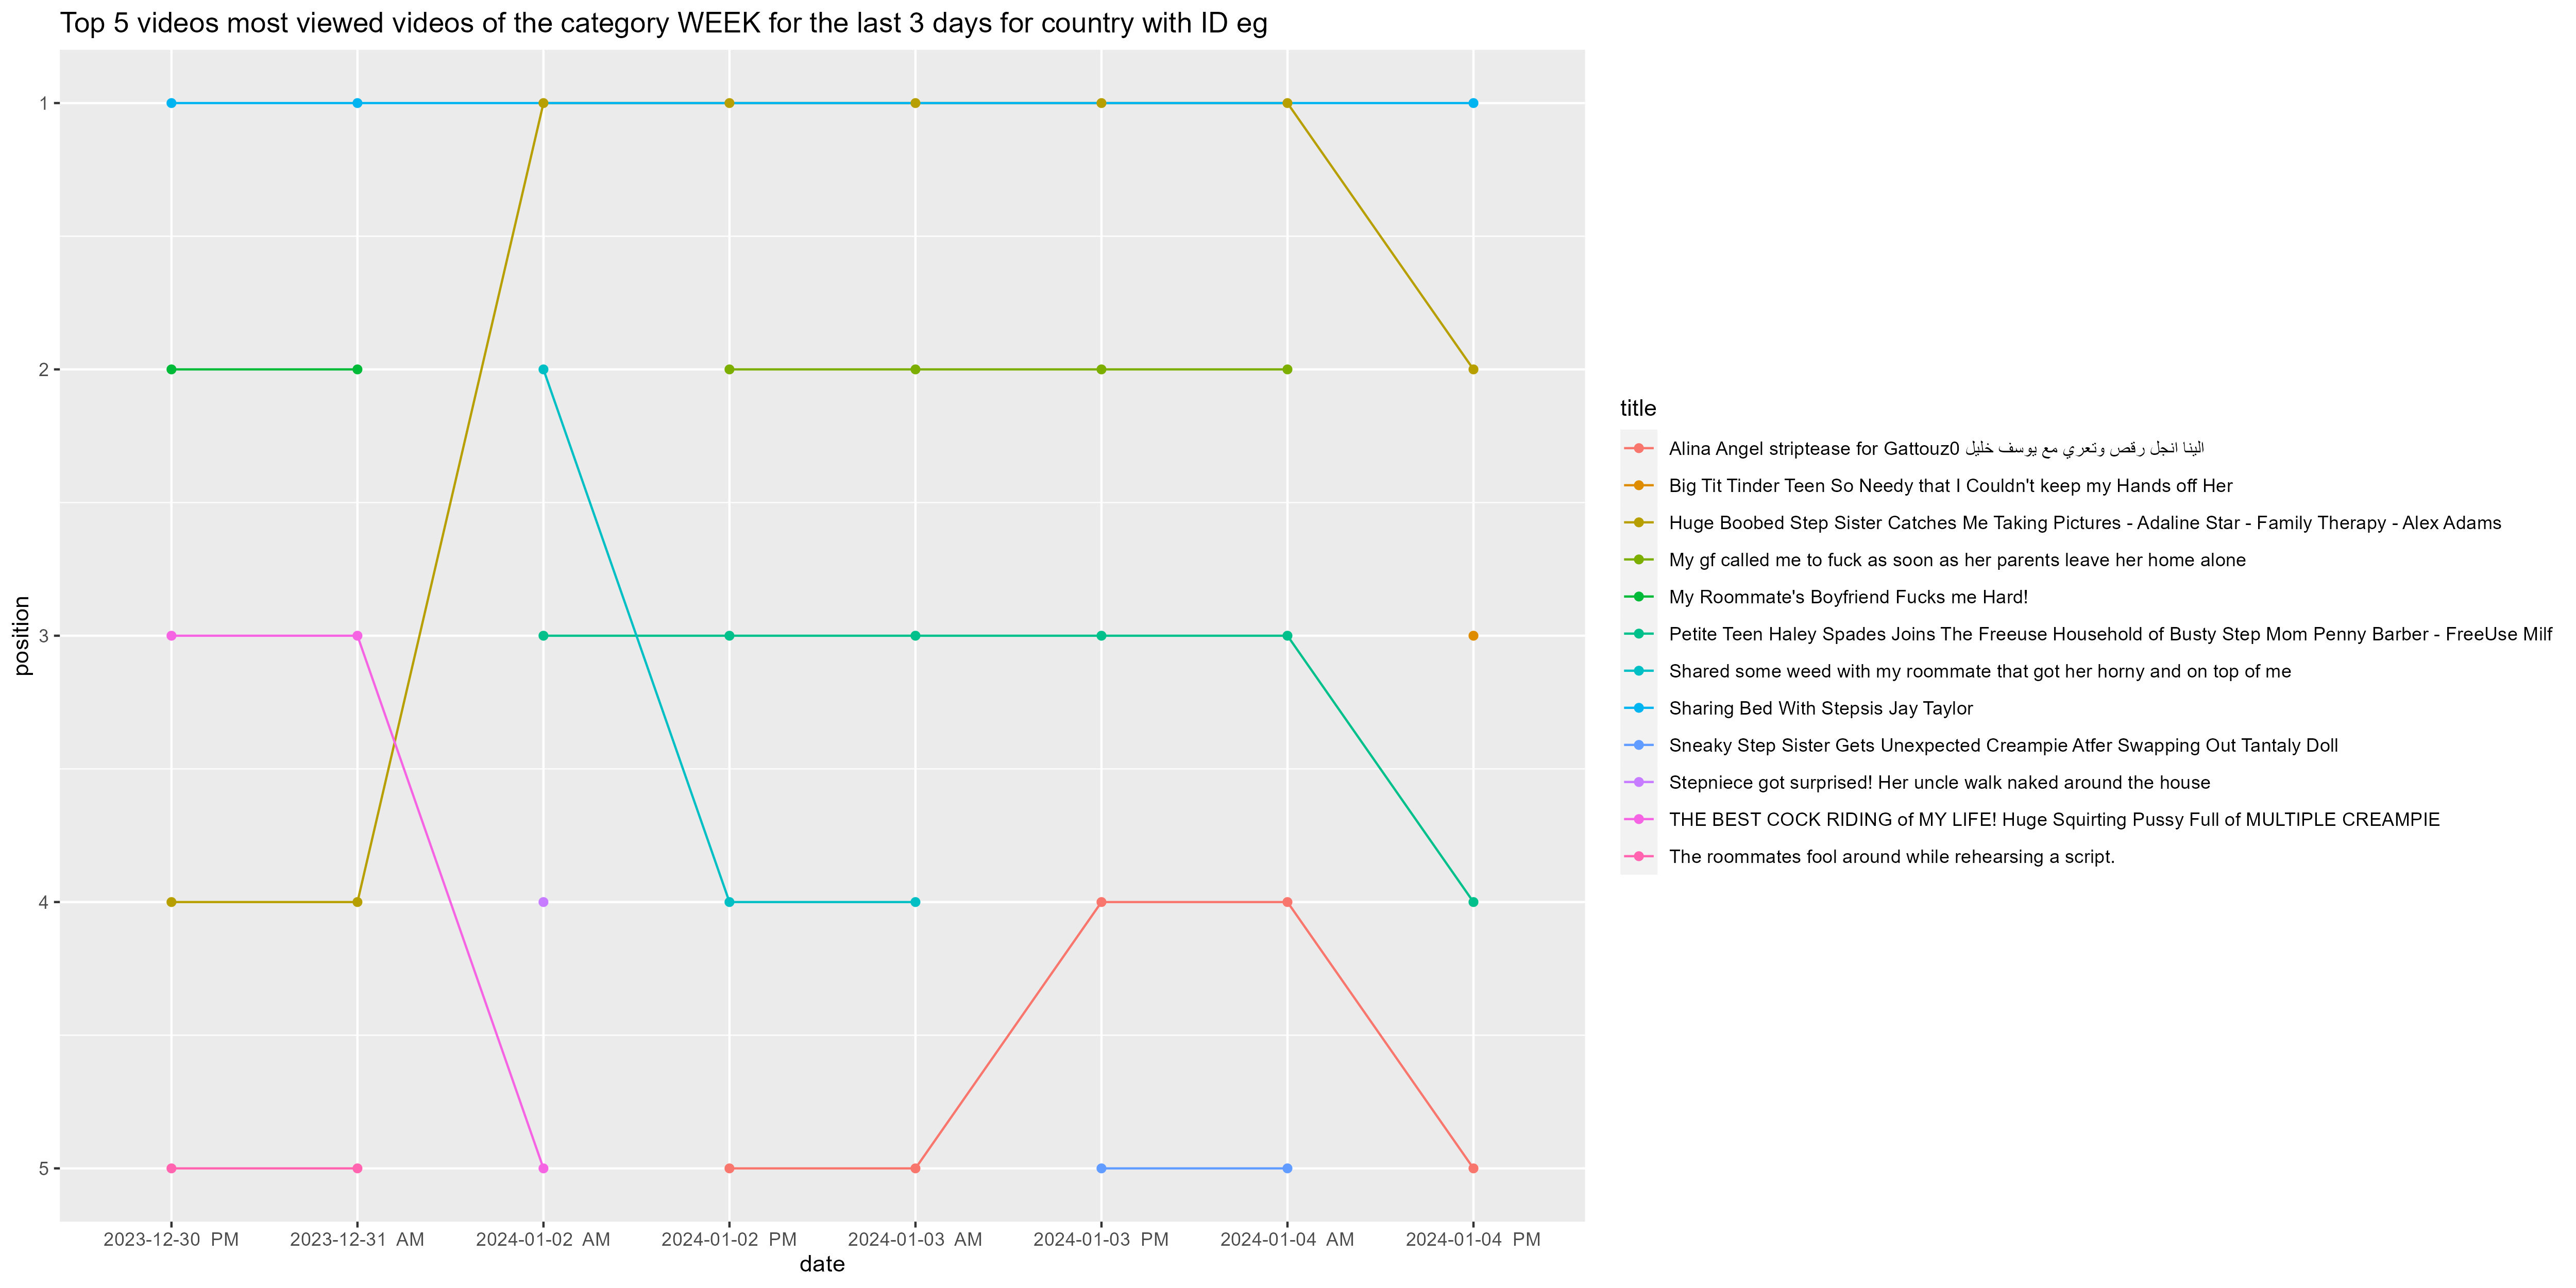 Top 5 videos most viewed videos of the category WEEK for the last 3 days for country with ID eg
position
1
2
3
4
5
2023-12-30 PM
2023-12-31 AM
2024-01-02 AM
2024-01-02 PM
2024-01-03 AM
2024-01-03 PM
2024-01-04 AM
2024-01-04 PM
date
title
Alina Angel striptease for Gattouz0 الينا انجل رقص وتعري مع يوسف خليل
Big Tit Tinder Teen So Needy that I Couldn't keep my Hands off Her
Huge Boobed Step Sister Catches Me Taking Pictures - Adaline Star - Family Therapy - Alex Adams
My gf called me to fuck as soon as her parents leave her home alone
My Roommate's Boyfriend Fucks me Hard!
Petite Teen Haley Spades Joins The Freeuse Household of Busty Step Mom Penny Barber - FreeUse Milf
Shared some weed with my roommate that got her horny and on top of me
Sharing Bed With Stepsis Jay Taylor
Sneaky Step Sister Gets Unexpected Creampie Atfer Swapping Out Tantaly Doll
Stepniece got surprised! Her uncle walk naked around the house
THE BEST COCK RIDING of MY LIFE! Huge Squirting Pussy Full of MULTIPLE CREAMPIE
The roommates fool around while rehearsing a script.